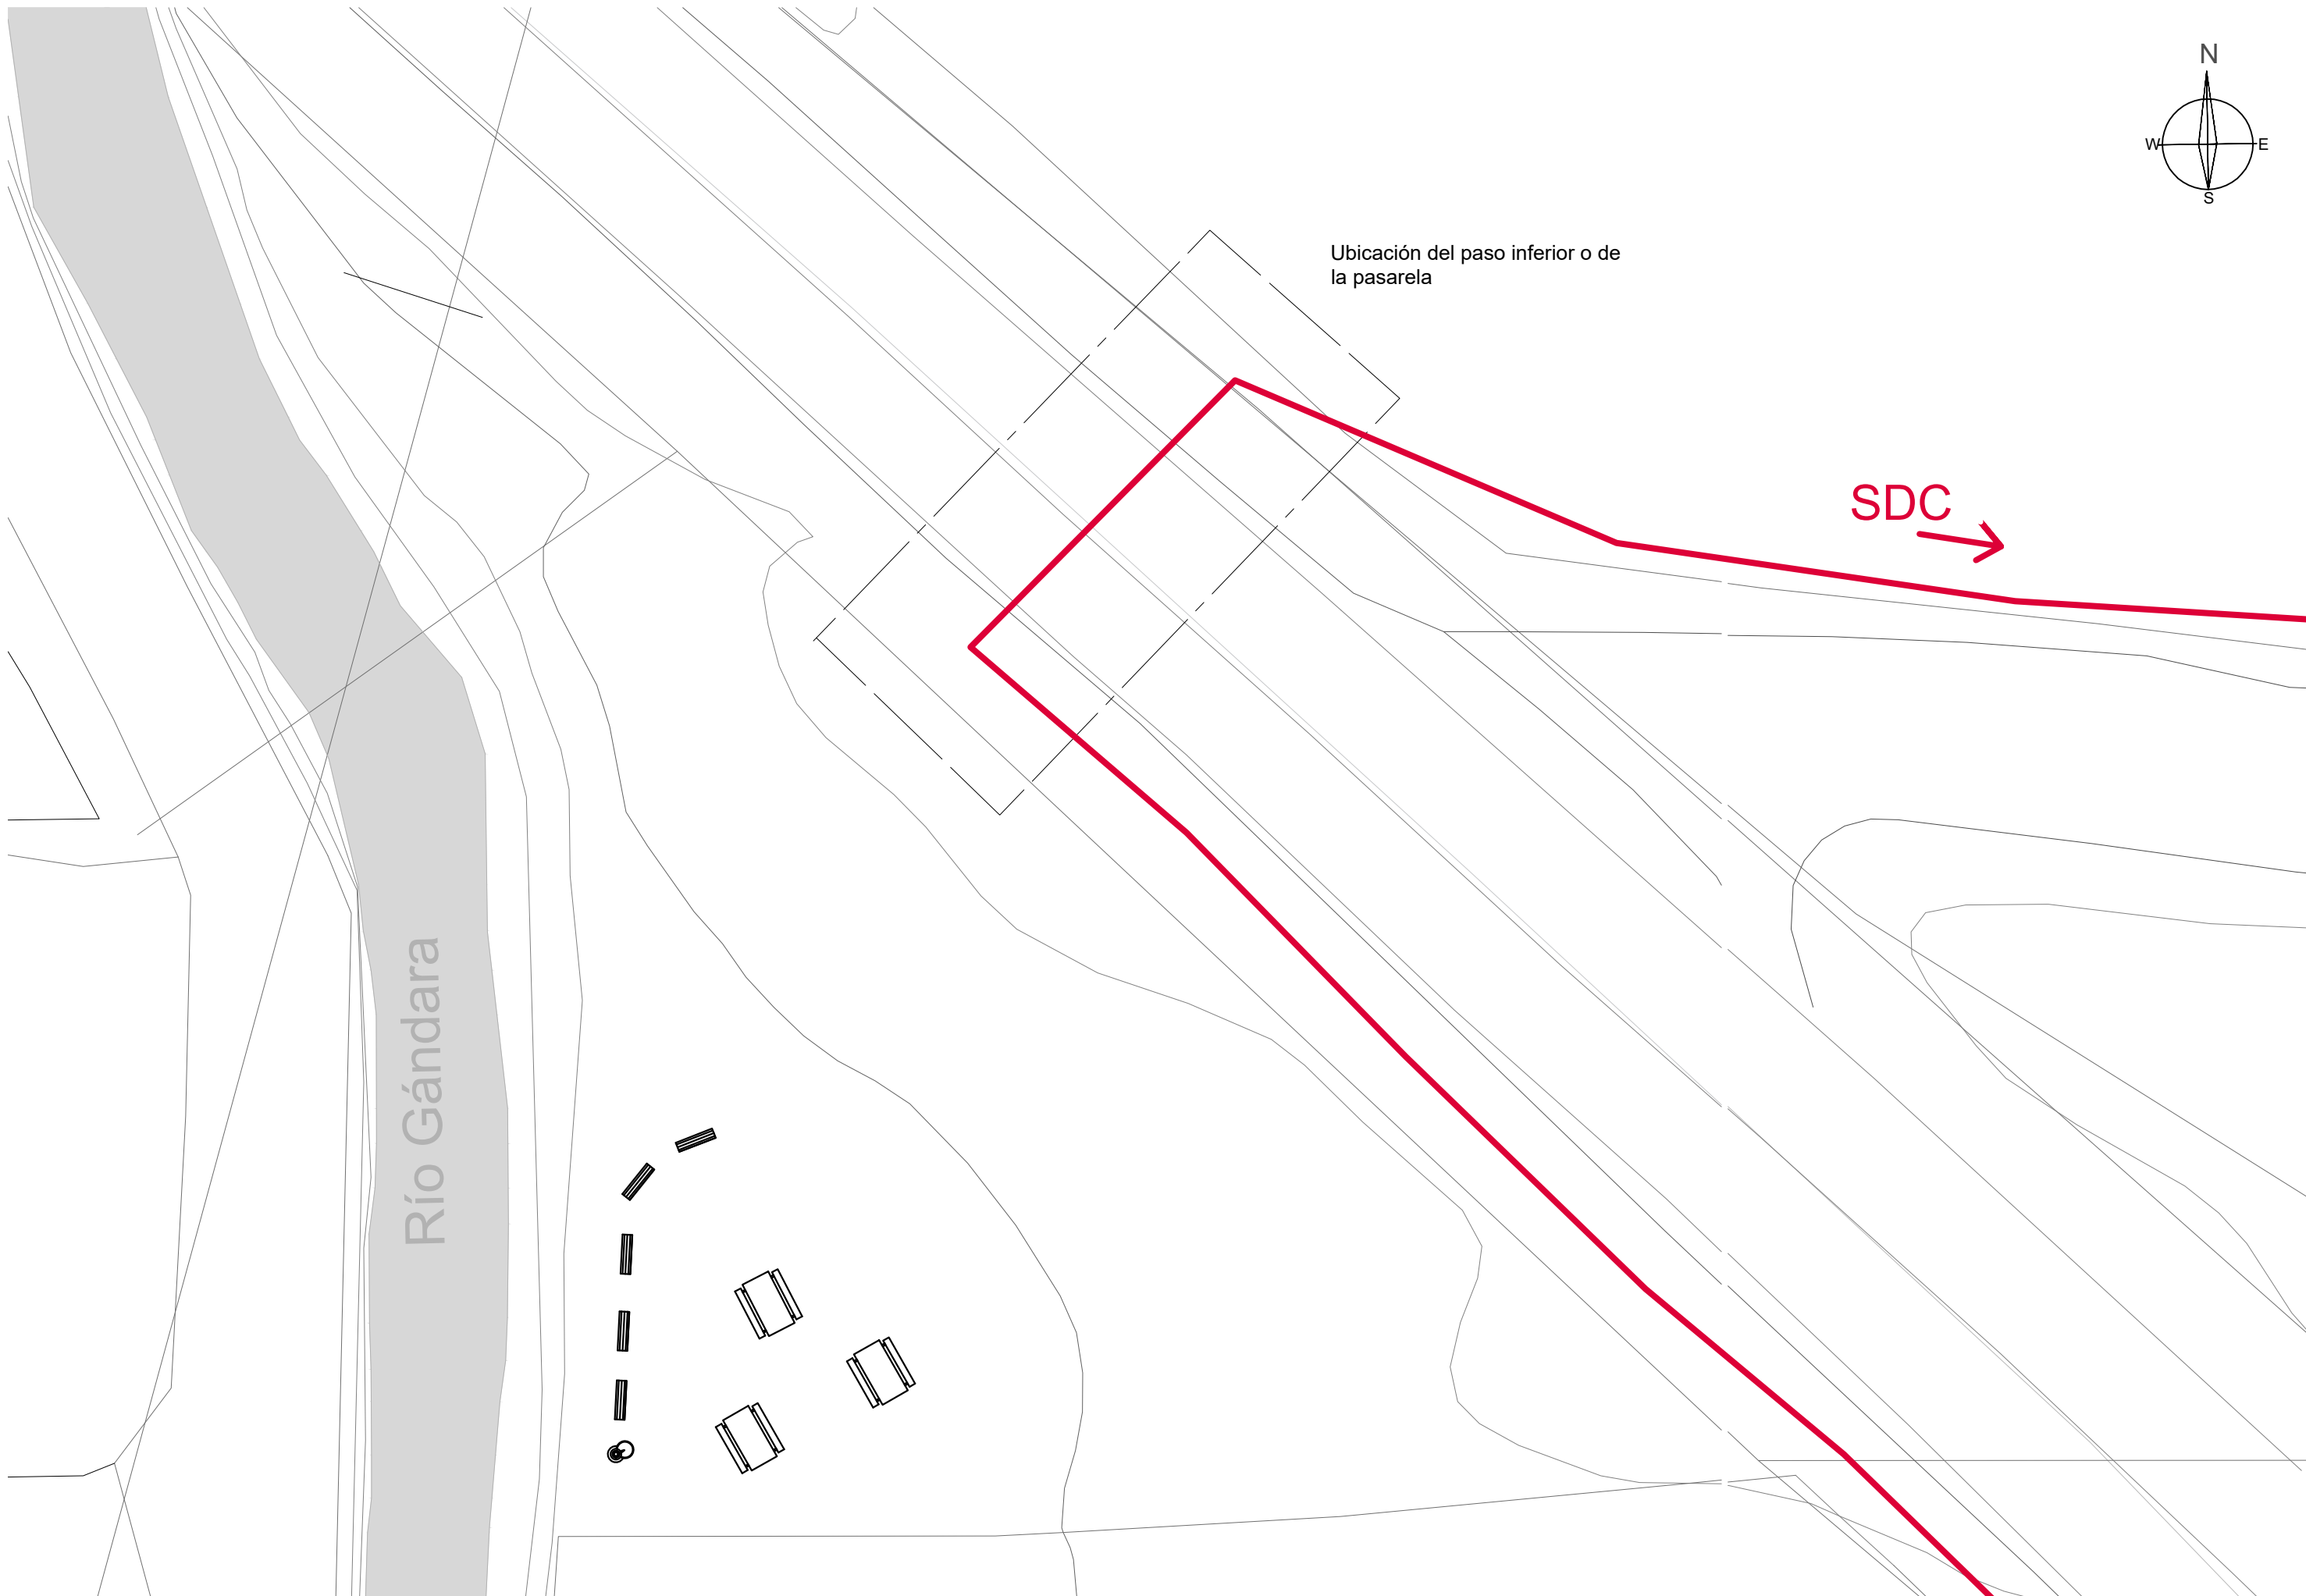 N
W
E
S
Ubicación del paso inferior o de
la pasarela
SDC
Río Gándara